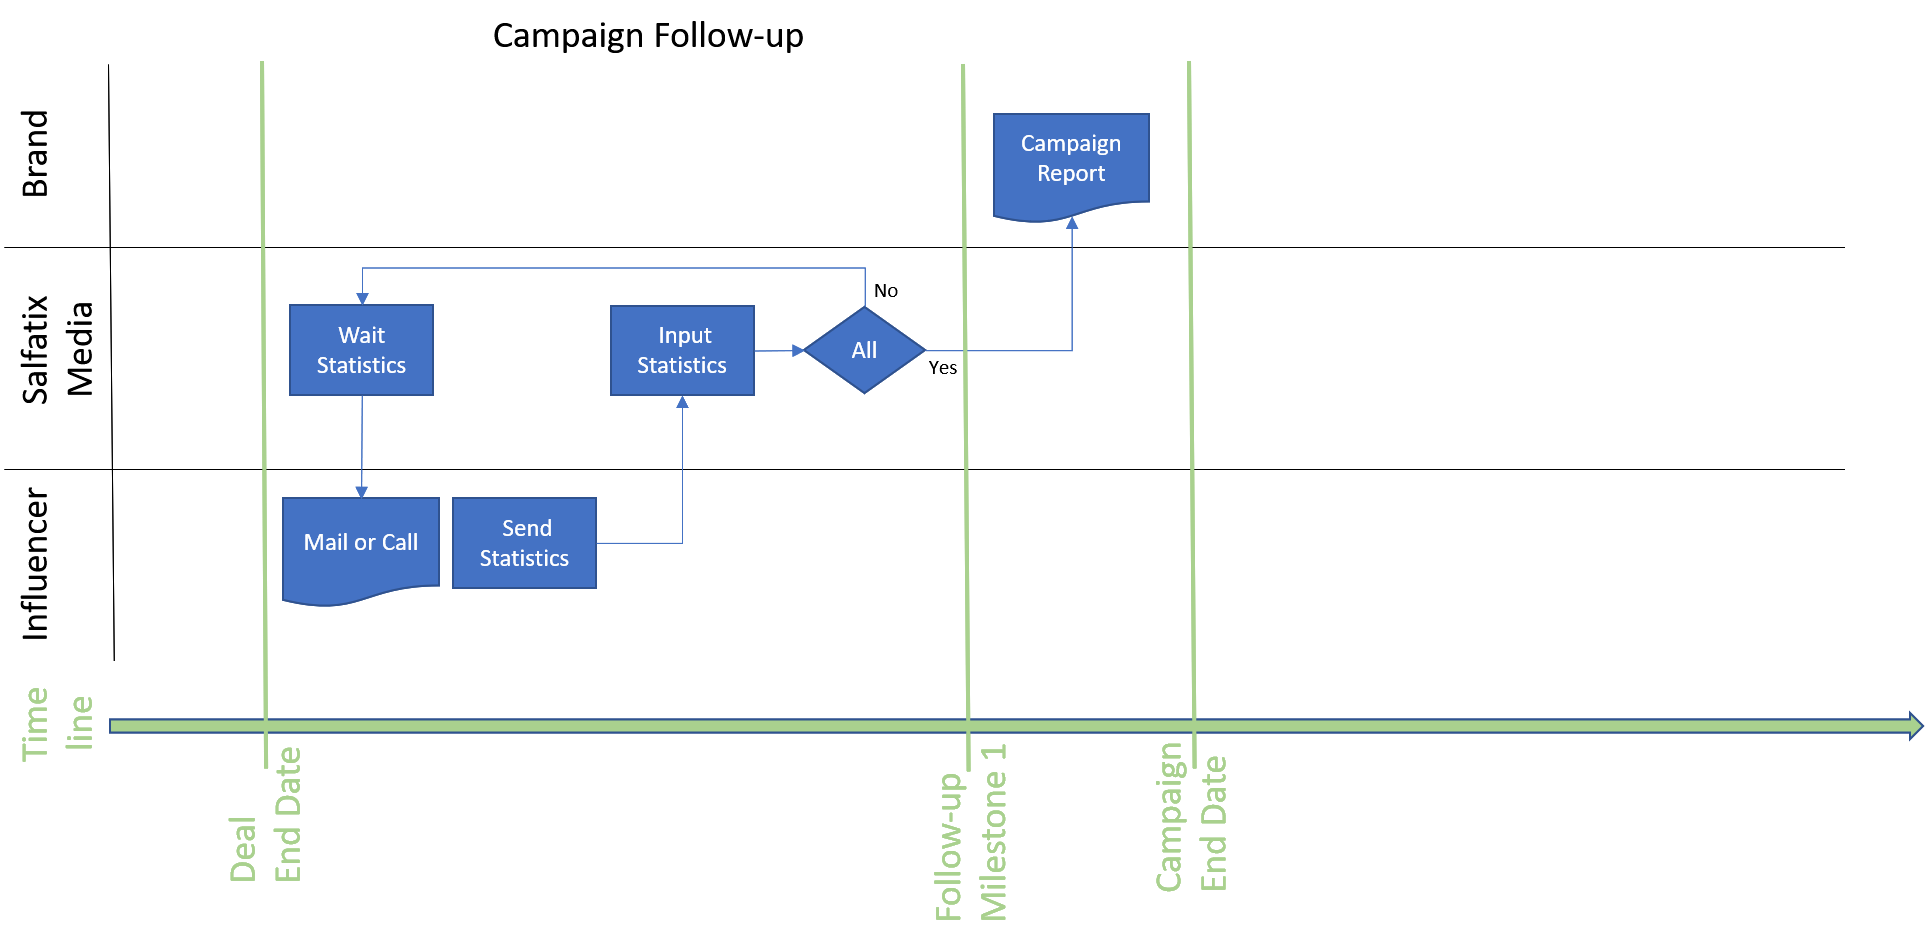 Campaign Follow-up
Brand
Campaign
Report
Salfatix
Media
Wait
Statistics
Input
Statistics
All
No
Yes
Influencer
Mail or Call
Send
Statistics
Time
line
Deal
End Date
Follow-up
Milestone 1
Campaign
End Date